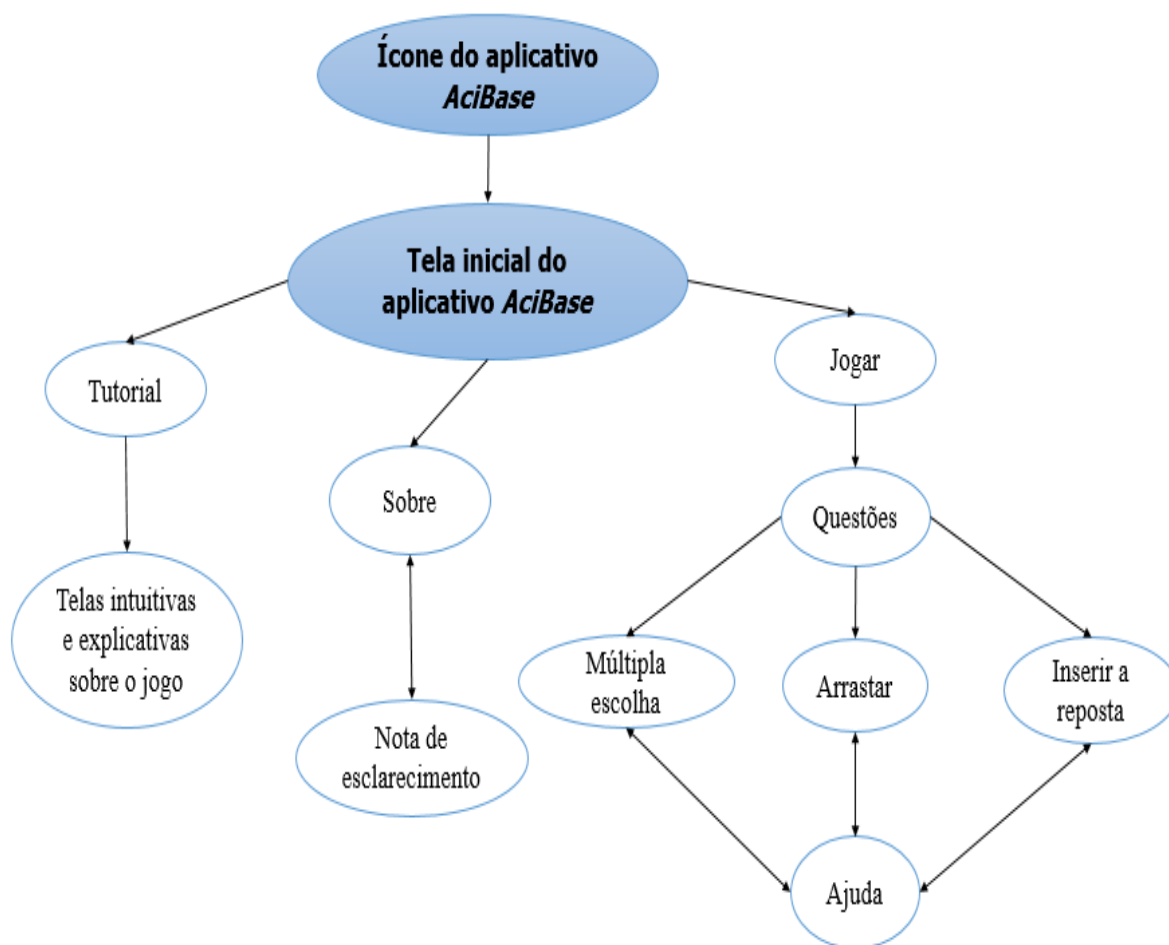 Ícone do aplicativo
AciBase
Tela inicial do
aplicativo AciBase
Tutorial
Jogar
Sobre
Questões
Telas intuitivas
e explicativas
sobre o jogo
Múltipla
escolha
Arrastar
Inserir a
reposta
Nota de
esclarecimento
Ajuda